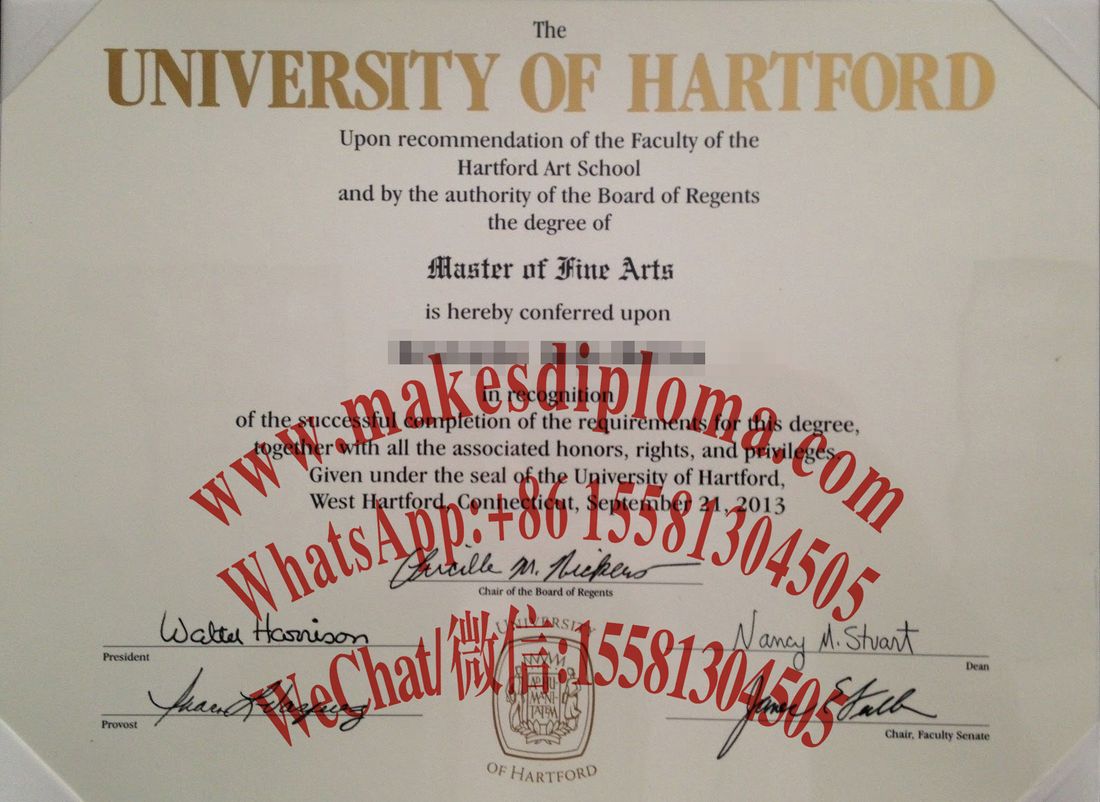 The
UNIVERSITY OF HARTFORD
Upon recommendation of the Faculty of the
Hartford Art School
and by the authority of the Board of Regents
the degree of
Master of Fine Arts
is hereby conferred upon
in recognition
of the successful completion of the requirements for this degree,
together with all the associated honors, rights, and privileges.
Given under the seal of the University of Hartford,
West Hartford, Connecticut, September 21, 2013
www.makesdiploma.com
WhatsApp:+86 15581304505
WeChat/微信:15581304505
Chair of the Board of Regents
Walter Harrison
President
Nancy M. Stuart
Dean
Provost
Chair, Faculty Senate
UNIVERSITY
OF HARTFORD